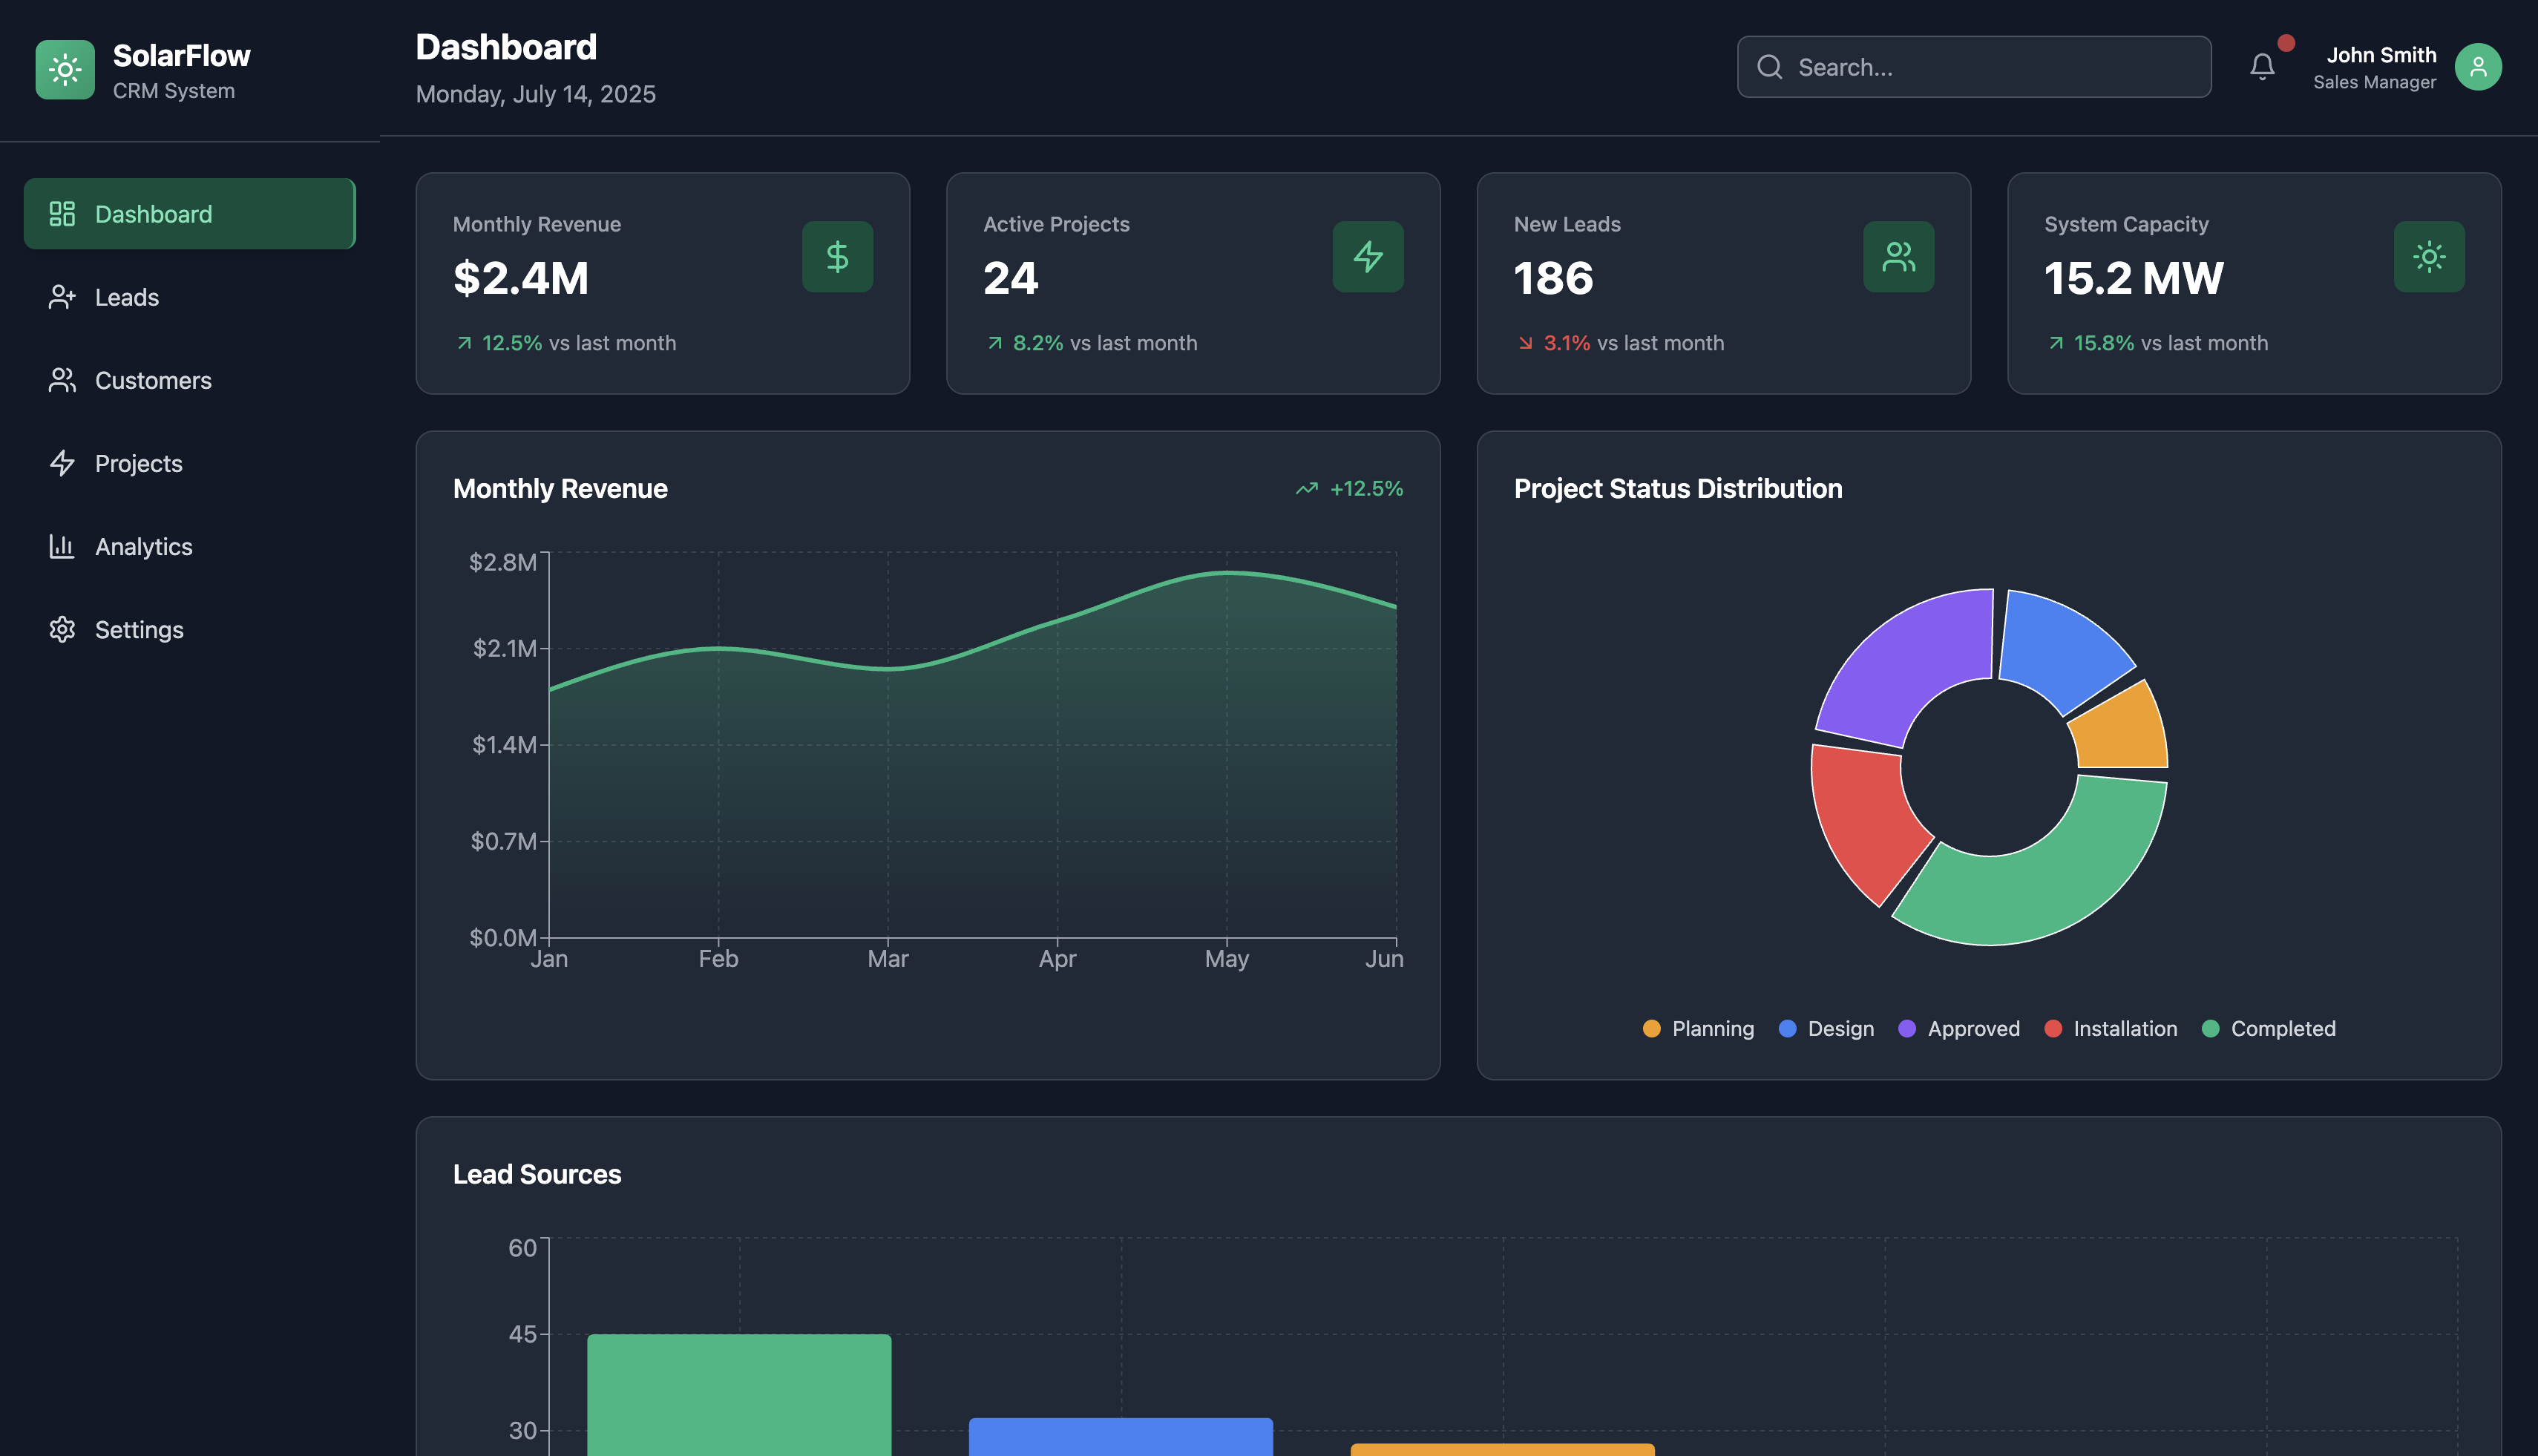 SolarFlow
CRM System
Dashboard
Leads
Customers
Projects
Analytics
Settings
Dashboard
Monday, July 14, 2025
Search...
John Smith
Sales Manager
Monthly Revenue
$2.4M
12.5% vs last month
Active Projects
24
8.2% vs last month
New Leads
186
3.1% vs last month
System Capacity
15.2 MW
15.8% vs last month
Monthly Revenue
+12.5%
$2.8M
$2.1M
$1.4M
$0.7M
$0.0M
Jan Feb Mar Apr May Jun
Project Status Distribution
Planning Design Approved Installation Completed
Lead Sources
60
45
30